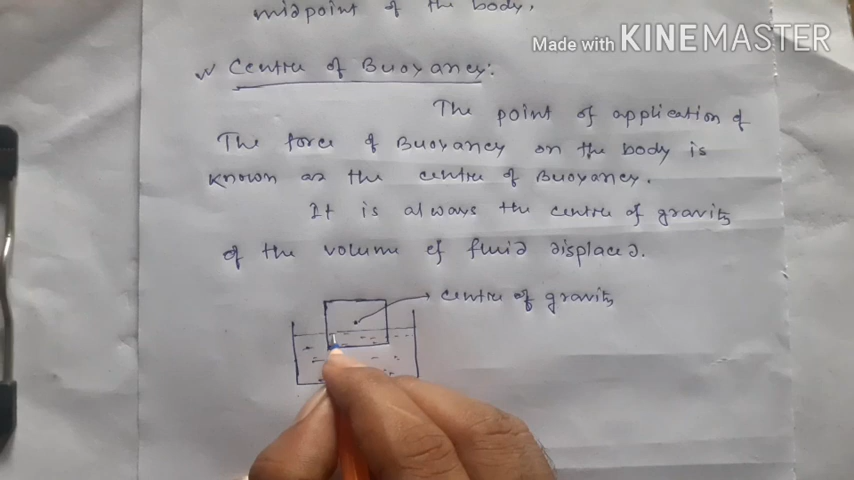 midpoint of the body.
Made with KINEMASTER
Centre of Buoyancy:
The point of application of
The force of Buoyancy on the body is
known as the centre of Buoyancy.
It is always the centre of gravity
of the volume of fluid displaced.
centre of gravity